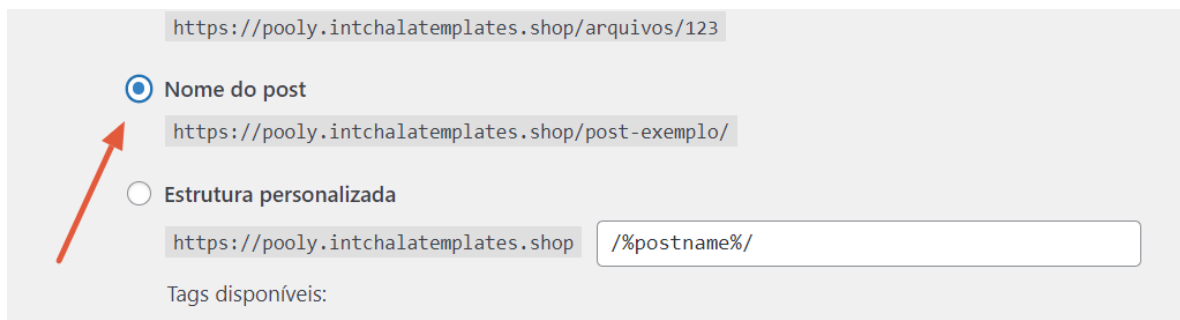 https://pooly.intchalatemplates.shop/arquivos/123
Nome do post
https://pooly.intchalatemplates.shop/post-exemplo/
Estrutura personalizada
https://pooly.intchalatemplates.shop /%postname%/
Tags disponíveis: